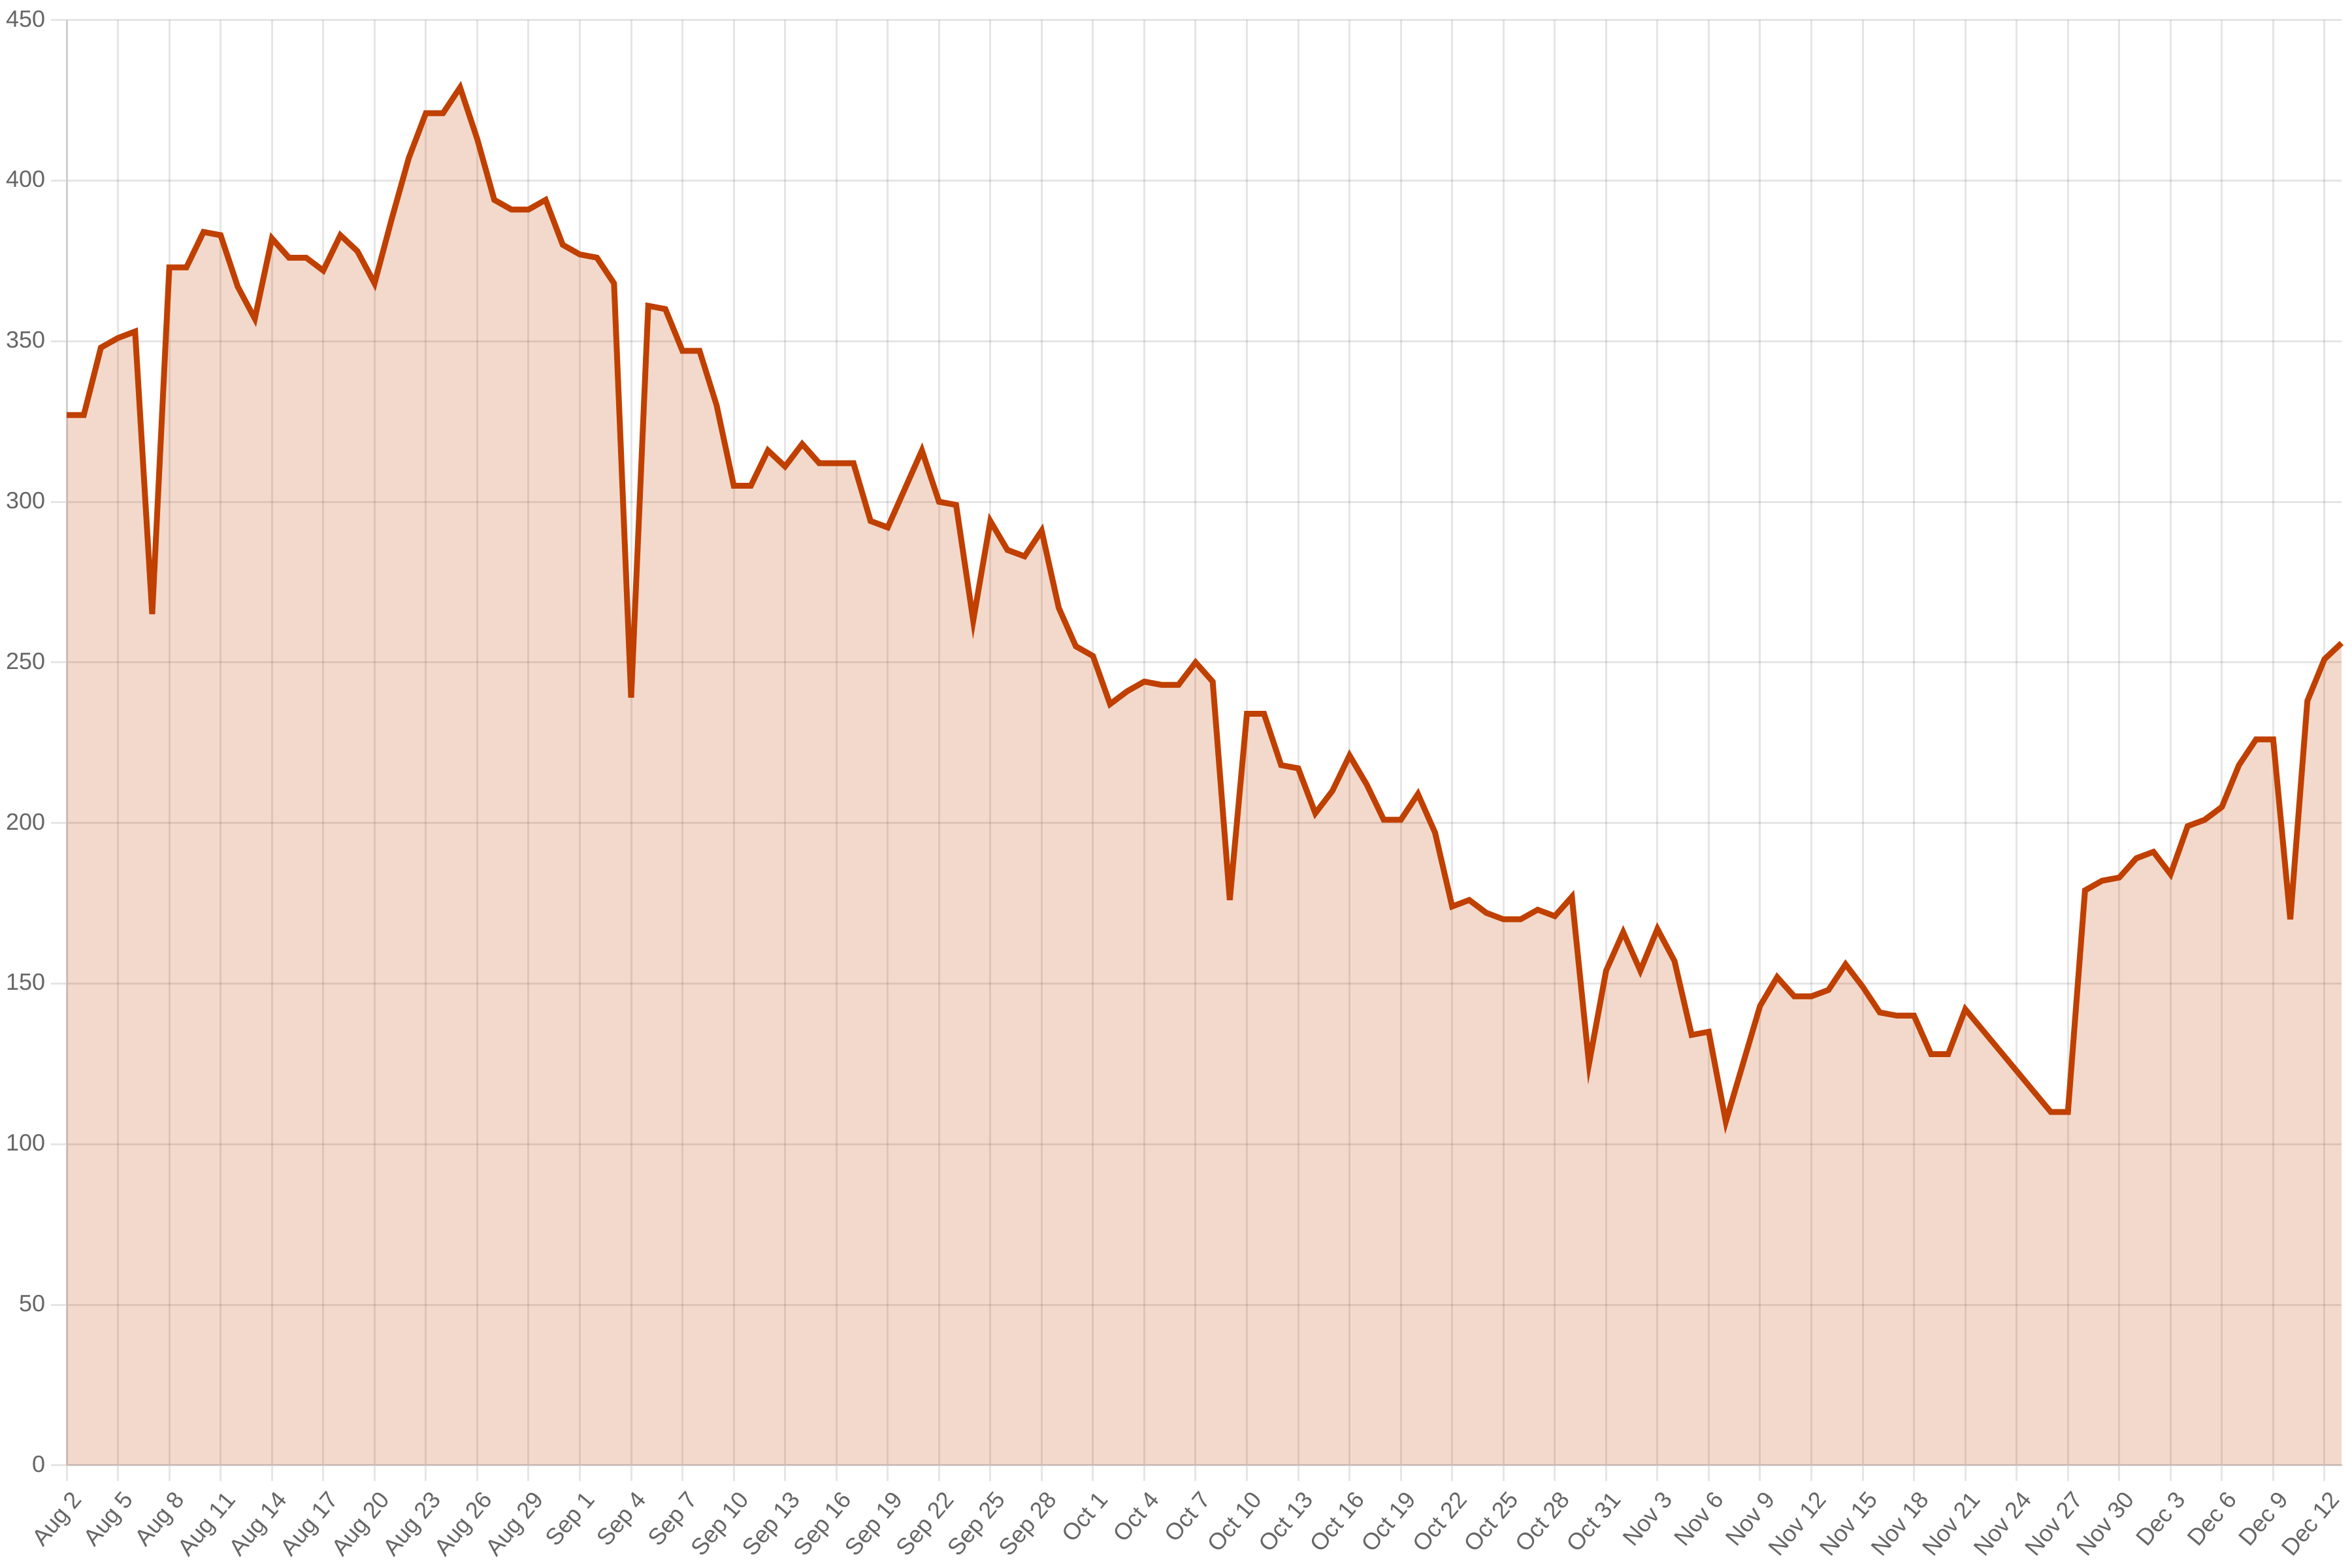 450
400
350
300
250
200
150
100
50
0
Aug 2
Aug 5
Aug 8
Aug 11
Aug 14
Aug 17
Aug 20
Aug 23
Aug 26
Aug 29
Sep 1
Sep 4
Sep 7
Sep 10
Sep 13
Sep 16
Sep 19
Sep 22
Sep 25
Sep 28
Oct 1
Oct 4
Oct 7
Oct 10
Oct 13
Oct 16
Oct 19
Oct 22
Oct 25
Oct 28
Oct 31
Nov 3
Nov 6
Nov 9
Nov 12
Nov 15
Nov 18
Nov 21
Nov 24
Nov 27
Nov 30
Dec 3
Dec 6
Dec 9
Dec 12